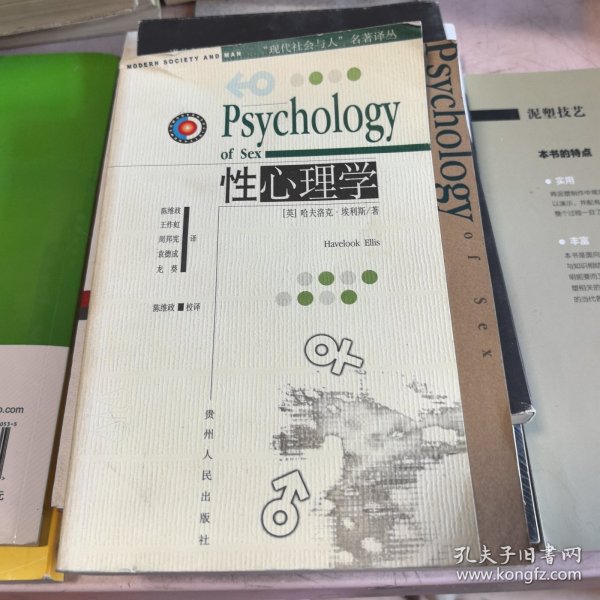 MODERN SOCIETY AND MAN
"现代社会与人"名著译丛
Psychology
of Sex
性心理学
[英]哈夫洛克·埃利斯/著
Havelook Ellis
陈维政
王作虹
周邦宪
袁德成
龙葵
译
陈维政 校译
贵州人民出版社
Psychology
of Sex
泥塑技艺
本书的特点
实用
丰富
孔夫子旧书网
www.kongfz.com